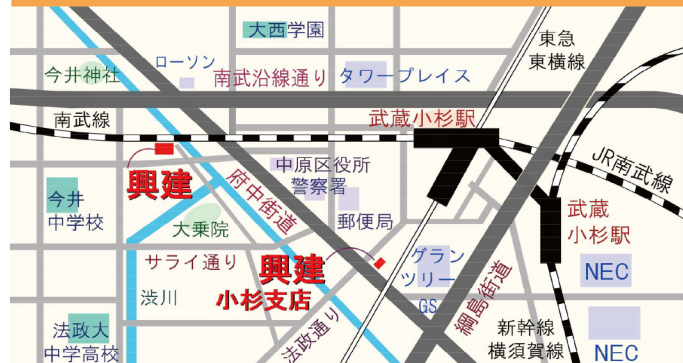 大西学園
東急
東横線
ローソン
今井神社
南武沿線通り
タワープレイス
南武線
武蔵小杉駅
JR南武線
中原区役所
警察署
興建
府中街道
今井
中学校
大乗院
郵便局
武蔵
小杉駅
サライ通り
興建
小杉支店
グラン
ツリー
NEC
渋川
GS
綱島街道
法政通り
新幹線
横須賀線
法政大
中学高校
NEC